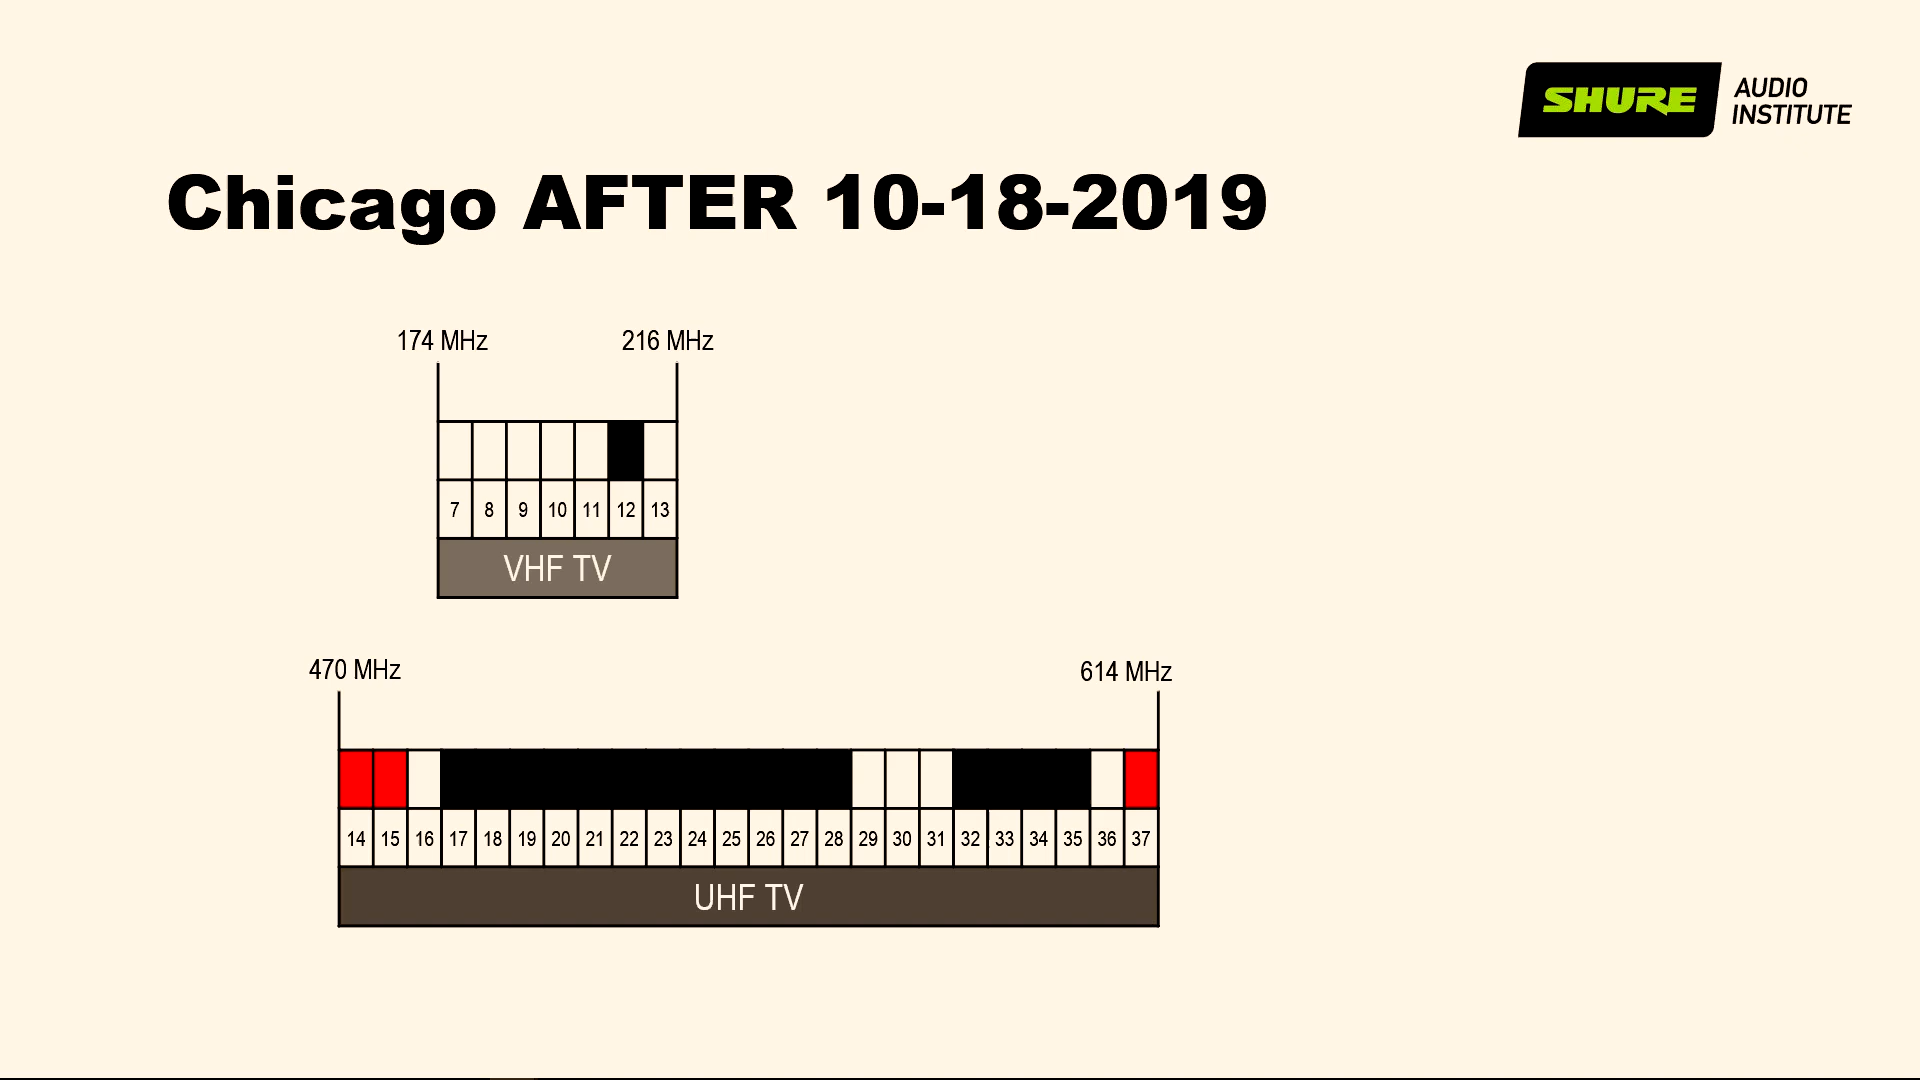 SHURE AUDIO
INSTITUTE
Chicago AFTER 10-18-2019
174 MHz 216 MHz
7 8 9 10 11 12 13
VHF TV
470 MHz 614 MHz
14 15 16 17 18 19 20 21 22 23 24 25 26 27 28 29 30 31 32 33 34 35 36 37
UHF TV